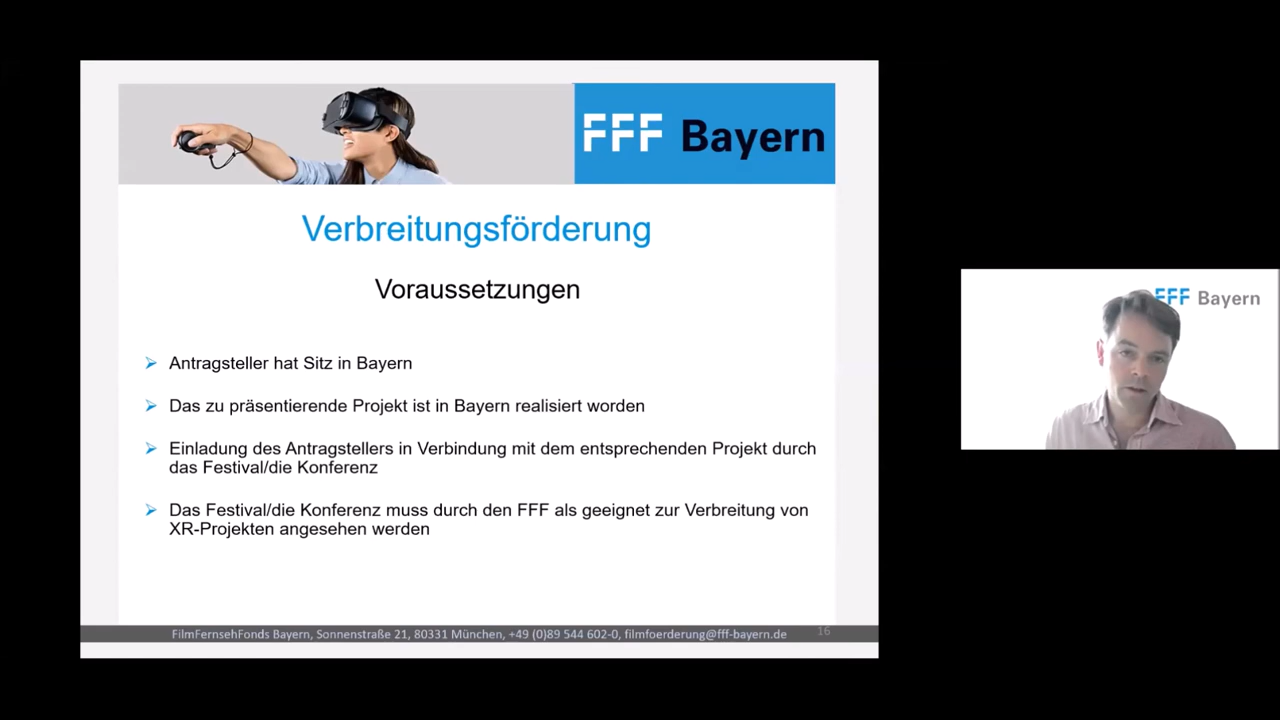 FFF Bayern
Verbreitungsförderung
Voraussetzungen
Antragsteller hat Sitz in Bayern
Das zu präsentierende Projekt ist in Bayern realisiert worden
Einladung des Antragstellers in Verbindung mit dem entsprechenden Projekt durch
das Festival/die Konferenz
Das Festival/die Konferenz muss durch den FFF als geeignet zur Verbreitung von
XR-Projekten angesehen werden
FilmFernsehFonds Bayern, Sonnenstraße 21, 80331 München, +49 (0)89 544 602-0, filmfoerderung@fff-bayern.de
16
FFF Bayern